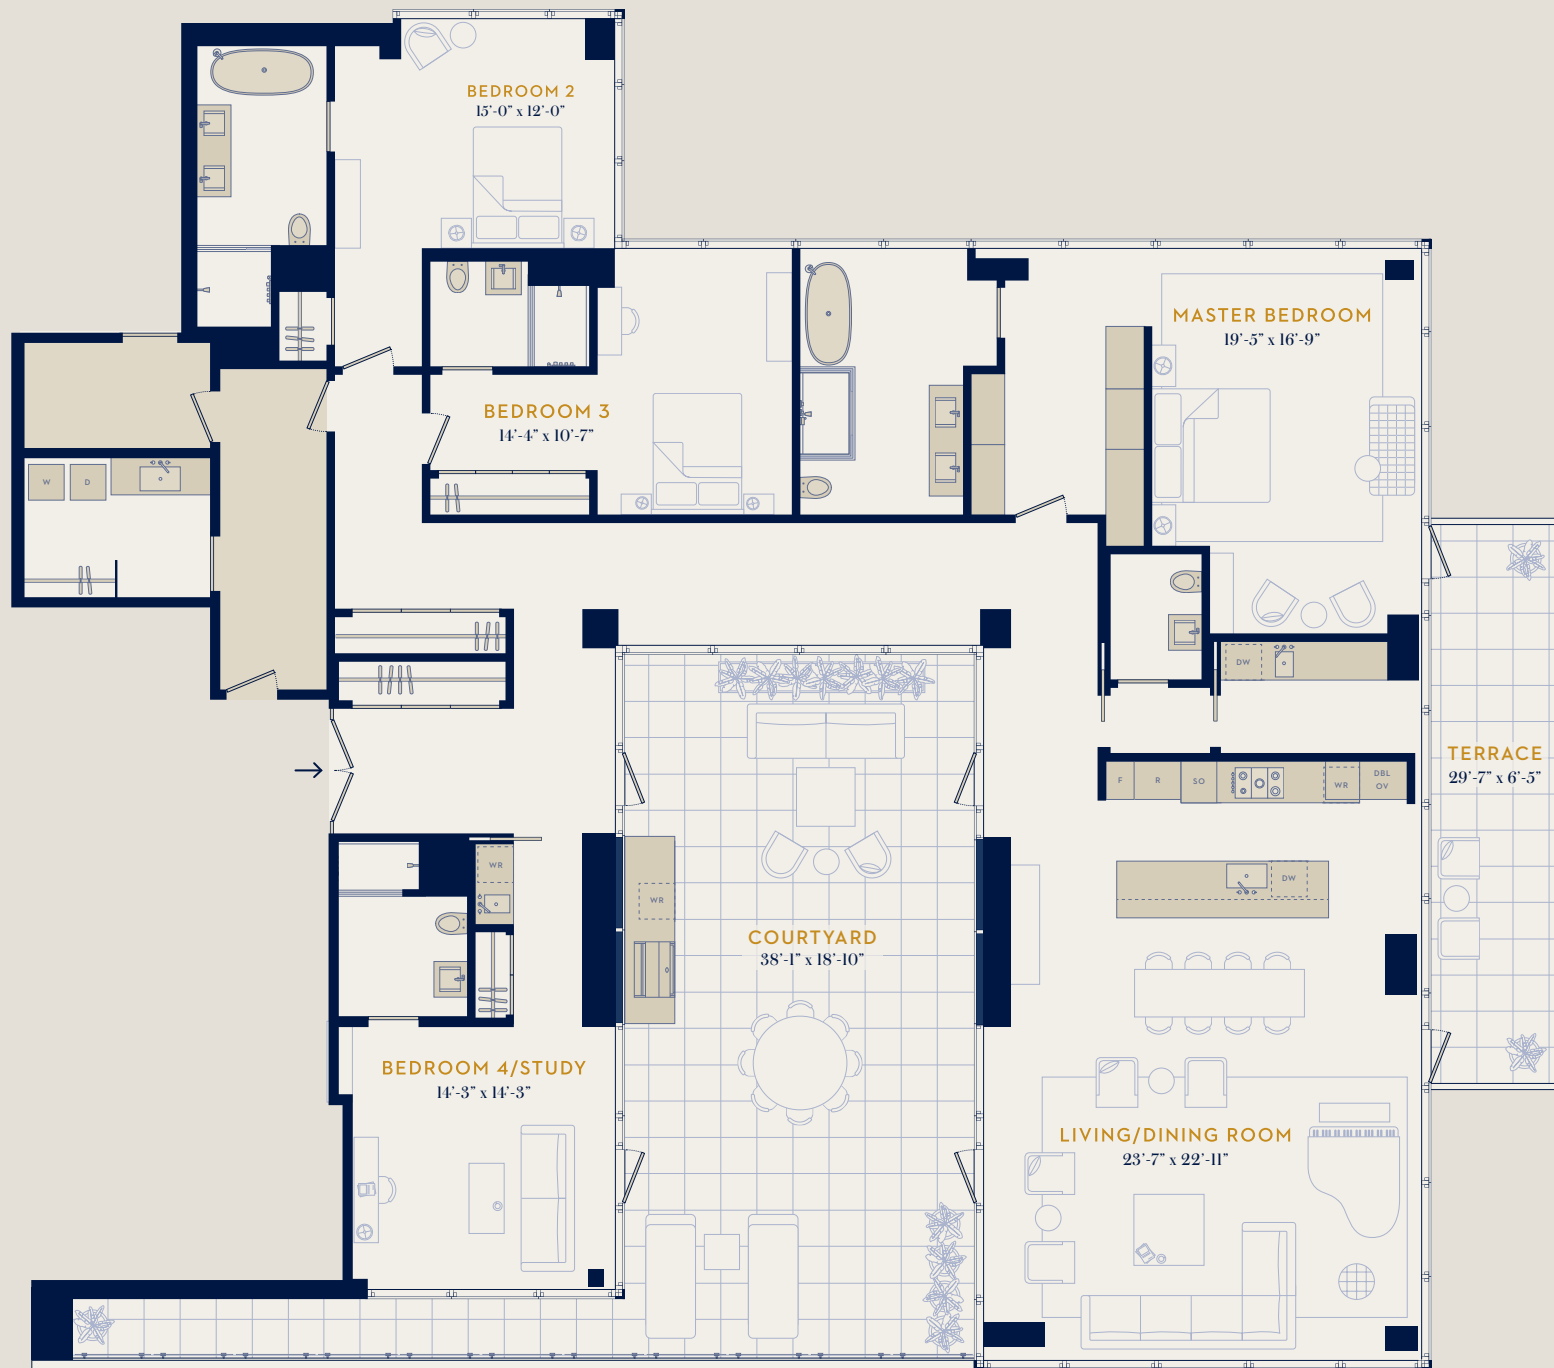 BEDROOM 2
15'-0" x 12'-0"
MASTER BEDROOM
19'-5" x 16'-9"
BEDROOM 3
14'-4" x 10'-7"
W
D
DW
TERRACE
29'-7" x 6'-5"
F
R
SO
WR
DBL
OV
WR
DW
WR
COURTYARD
38'-1" x 18'-10"
BEDROOM 4/STUDY
14'-3" x 14'-3"
LIVING/DINING ROOM
23'-7" x 22'-11"